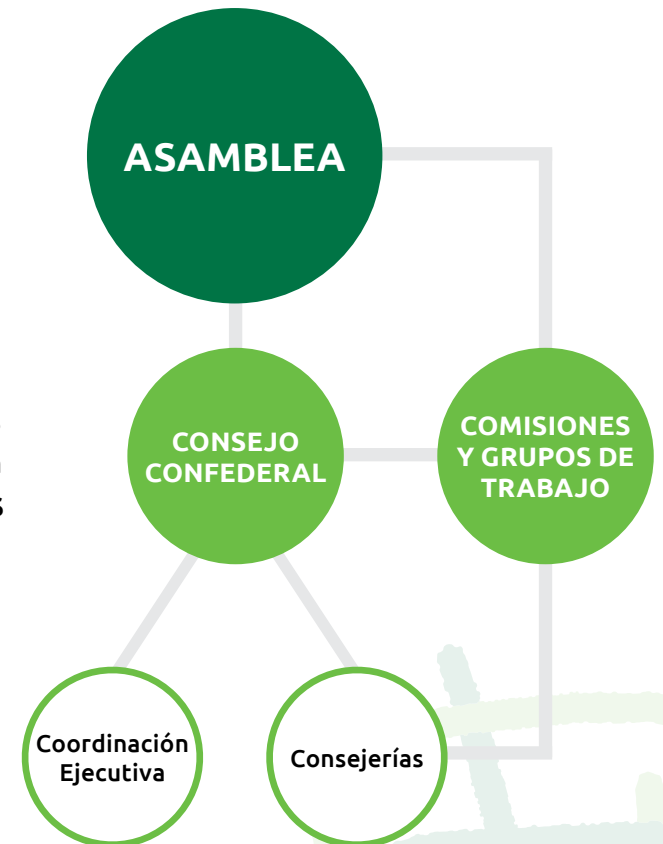 ASAMBLEA
CONSEJO
CONFEDERAL
COMISIONES
Y GRUPOS DE
TRABAJO
Coordinación
Ejecutiva
Consejerías